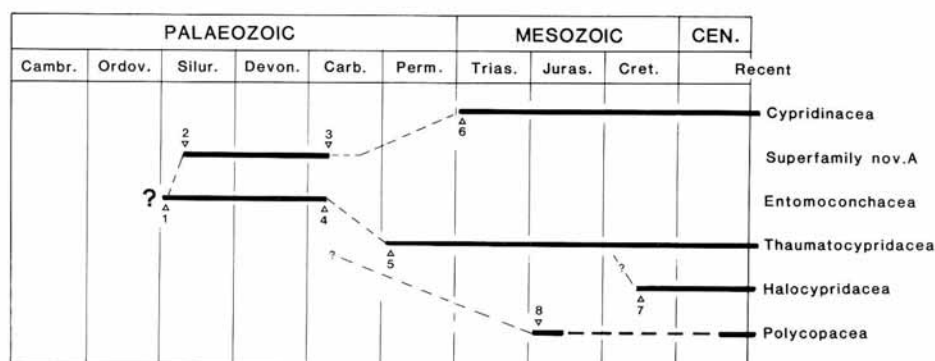 PALAEOZOIC MESOZOIC CEN.
Cambr. Ordov. Silur. Devon. Carb. Perm. Trias. Juras. Cret. Recent
6 Cypridinacea
2 3 Superfamily nov.A
? 1 4 Entomoconchacea
5 Thaumatocypridacea
? ? 7 Halocypridacea
8 Polycopacea